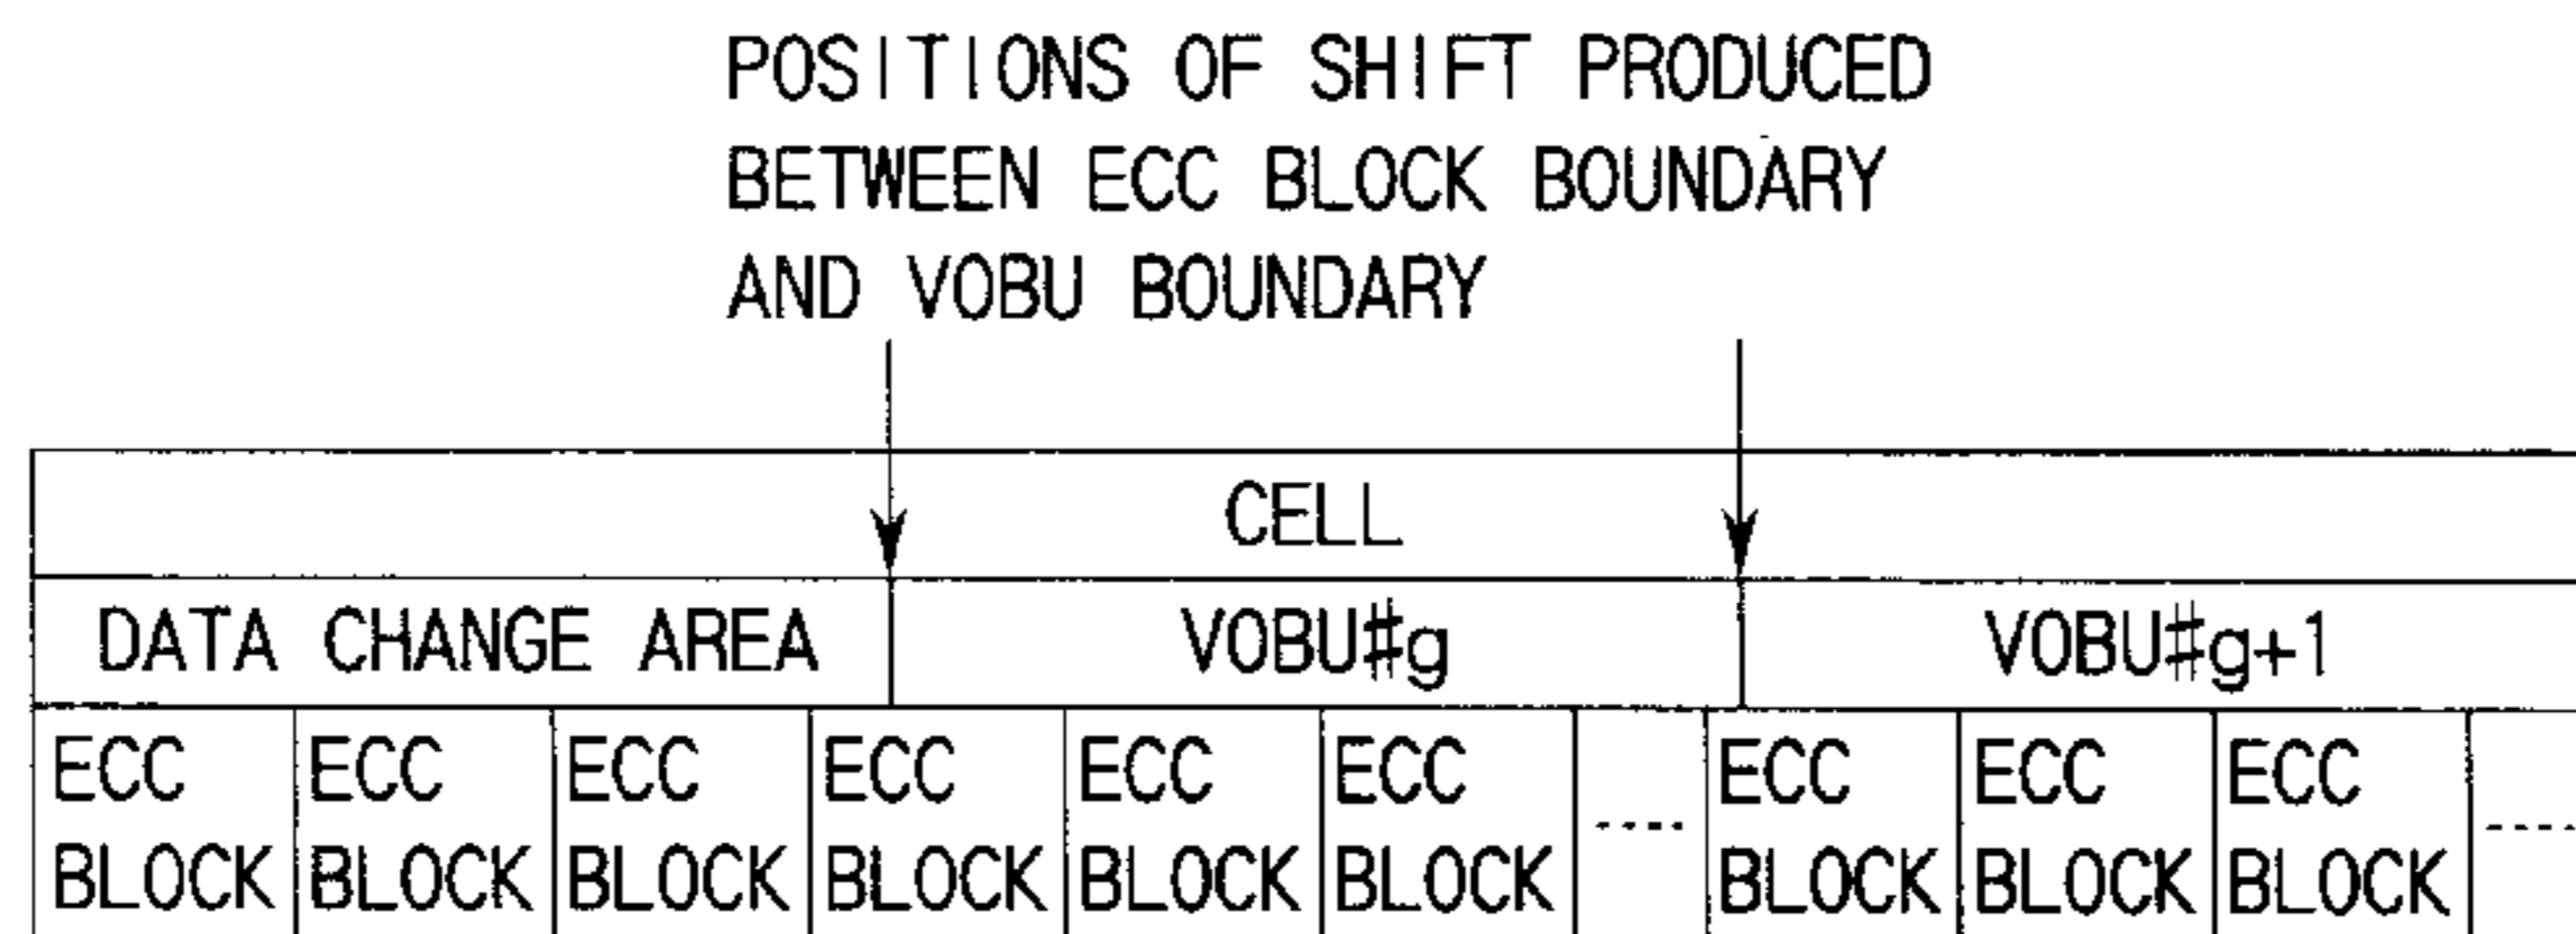 POSITIONS OF SHIFT PRODUCED
BETWEEN ECC BLOCK BOUNDARY
AND VOBU BOUNDARY
CELL
DATA CHANGE AREA VOBU#g VOBU#g+1
ECC ECC ECC ECC ECC ECC ECC ECC ECC
BLOCK BLOCK BLOCK BLOCK BLOCK BLOCK ---- BLOCK BLOCK BLOCK ----